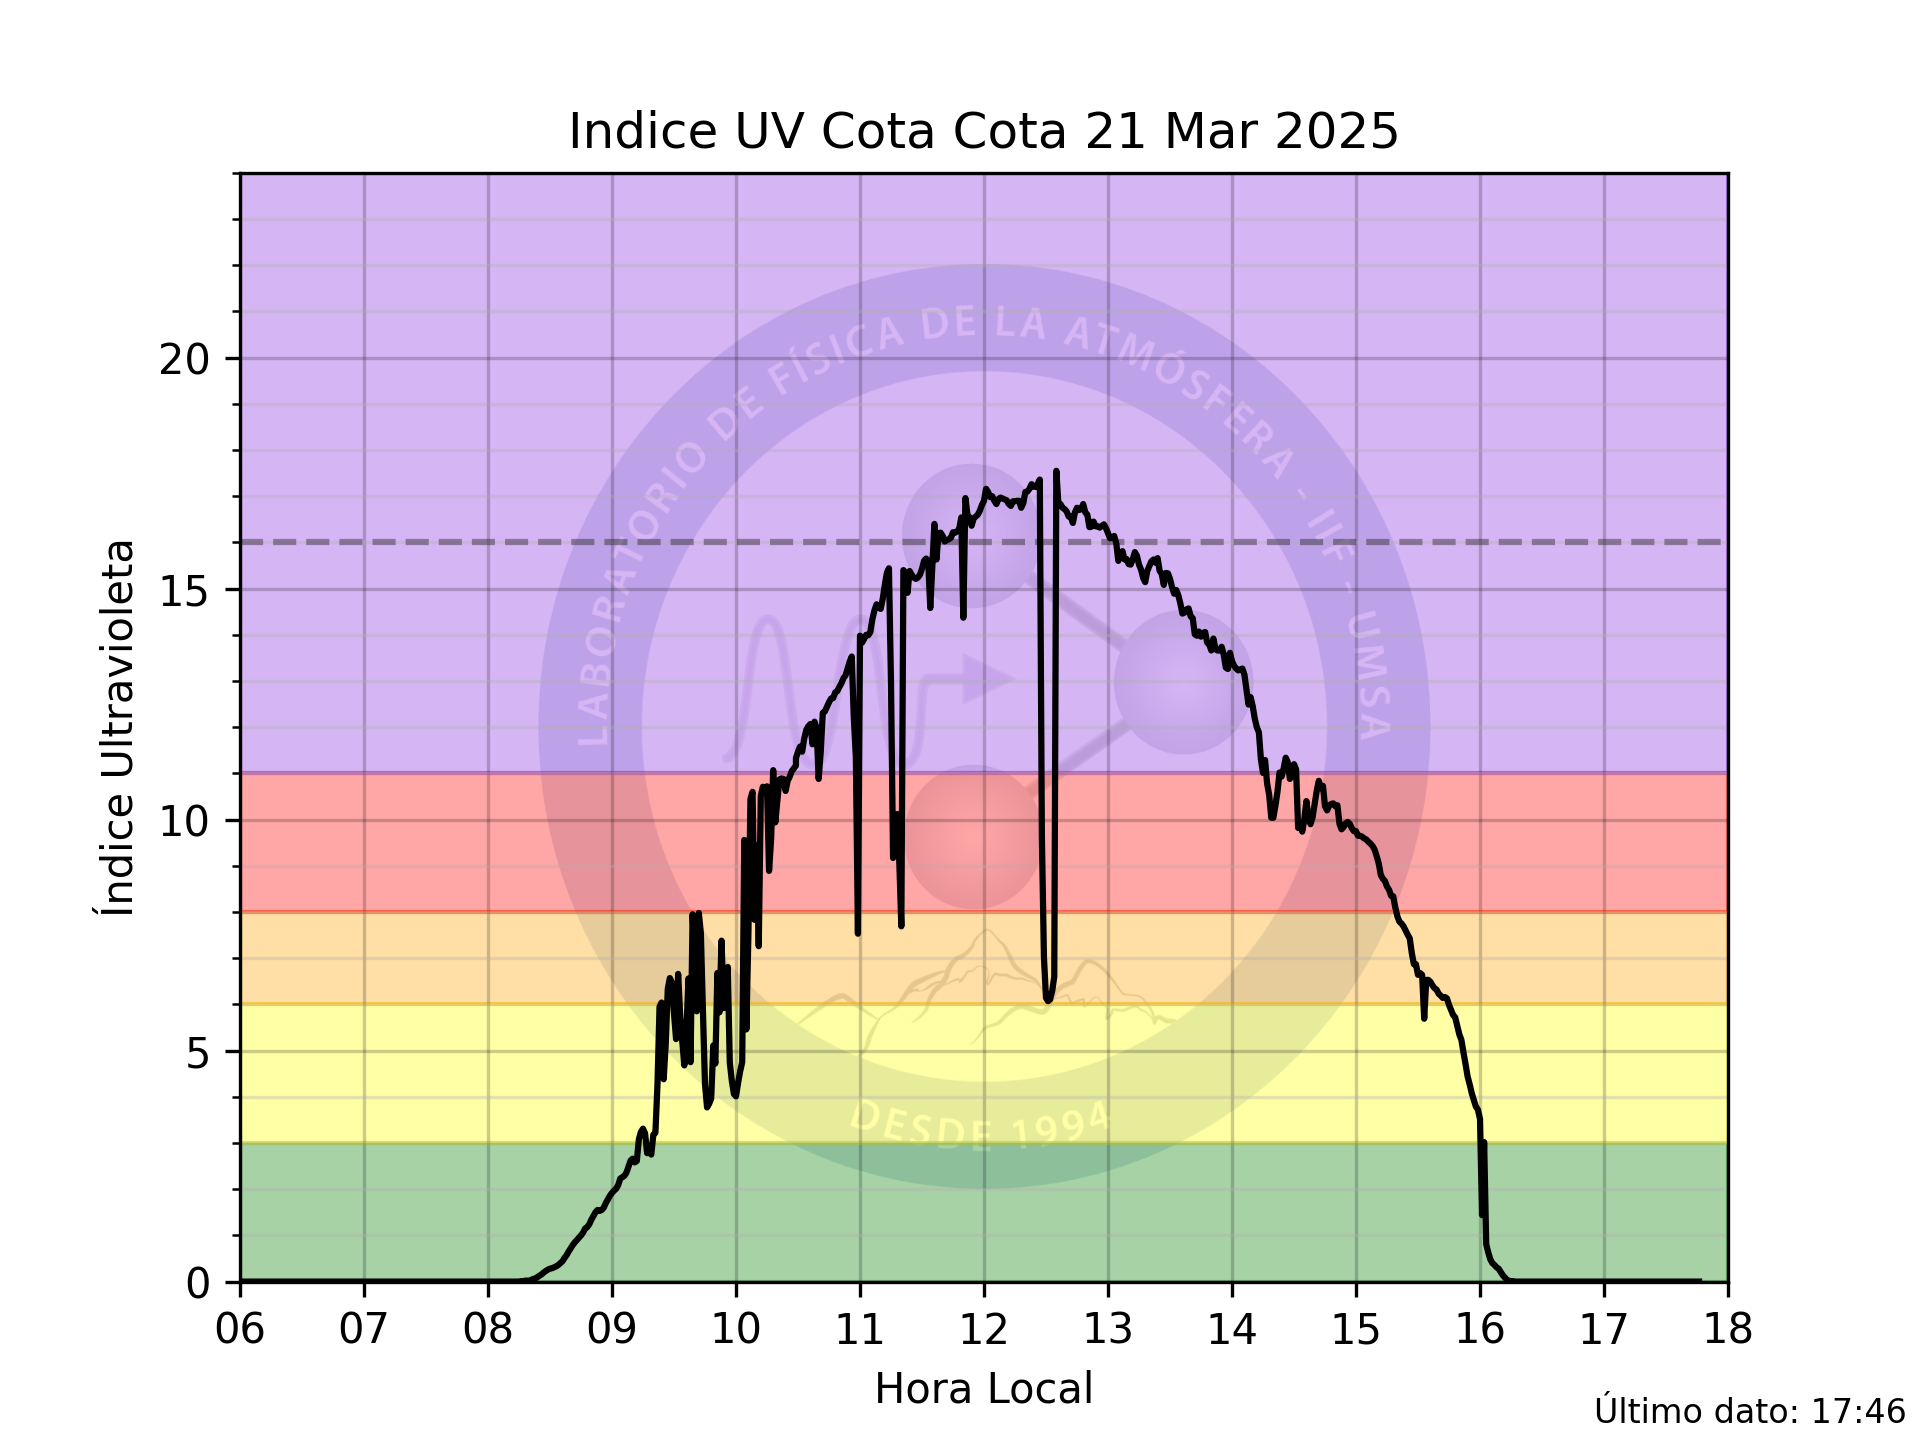 Indice UV Cota Cota 21 Mar 2025
Índice Ultravioleta
20
15
10
5
0
LABORATORIO DE FÍSICA DE LA ATMÓSFERA - IIF - UMSA
DESDE 1994
06 07 08 09 10 11 12 13 14 15 16 17 18
Hora Local
Último dato: 17:46